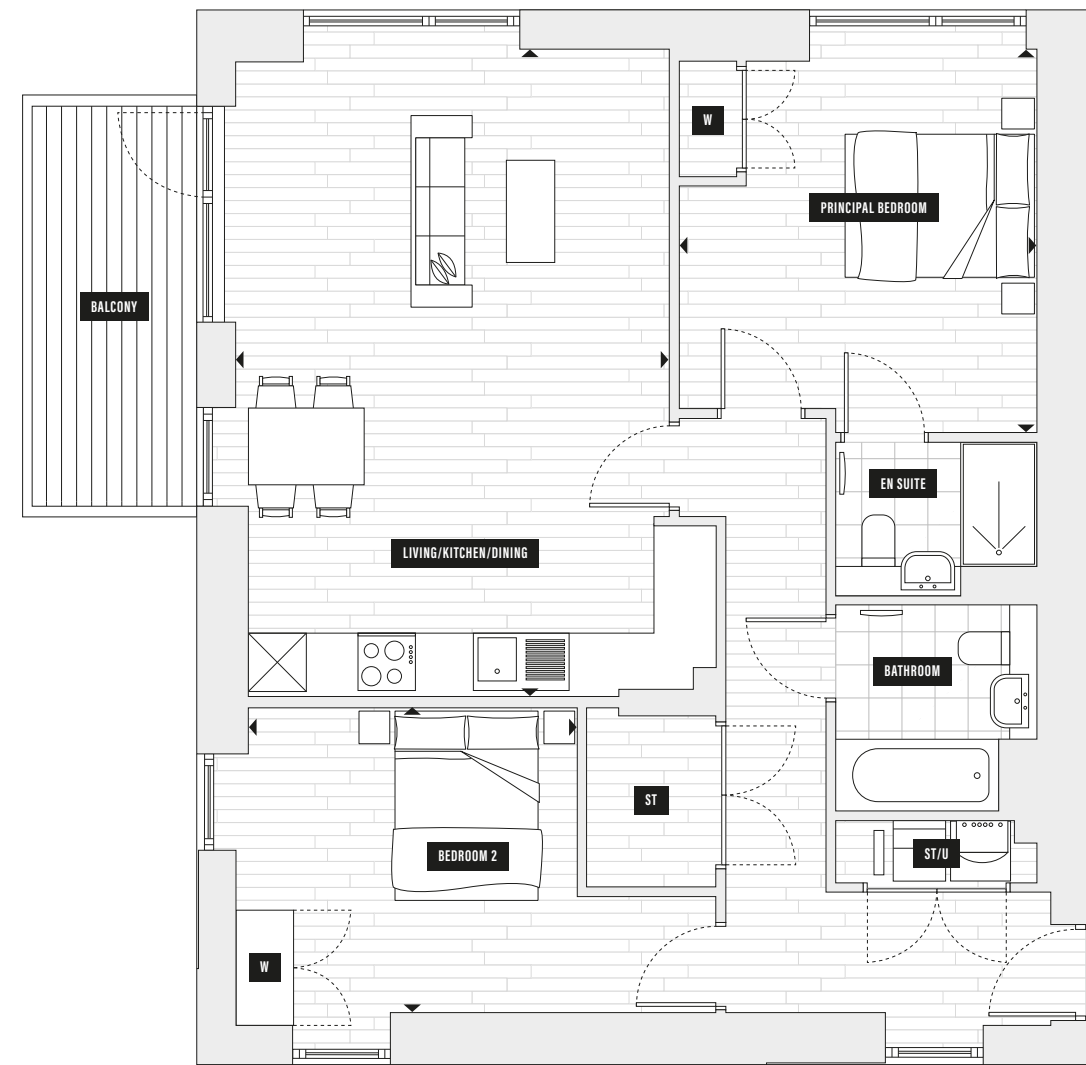 W
PRINCIPAL BEDROOM
BALCONY
EN SUITE
LIVING/KITCHEN/DINING
BATHROOM
ST
BEDROOM 2
ST/U
W